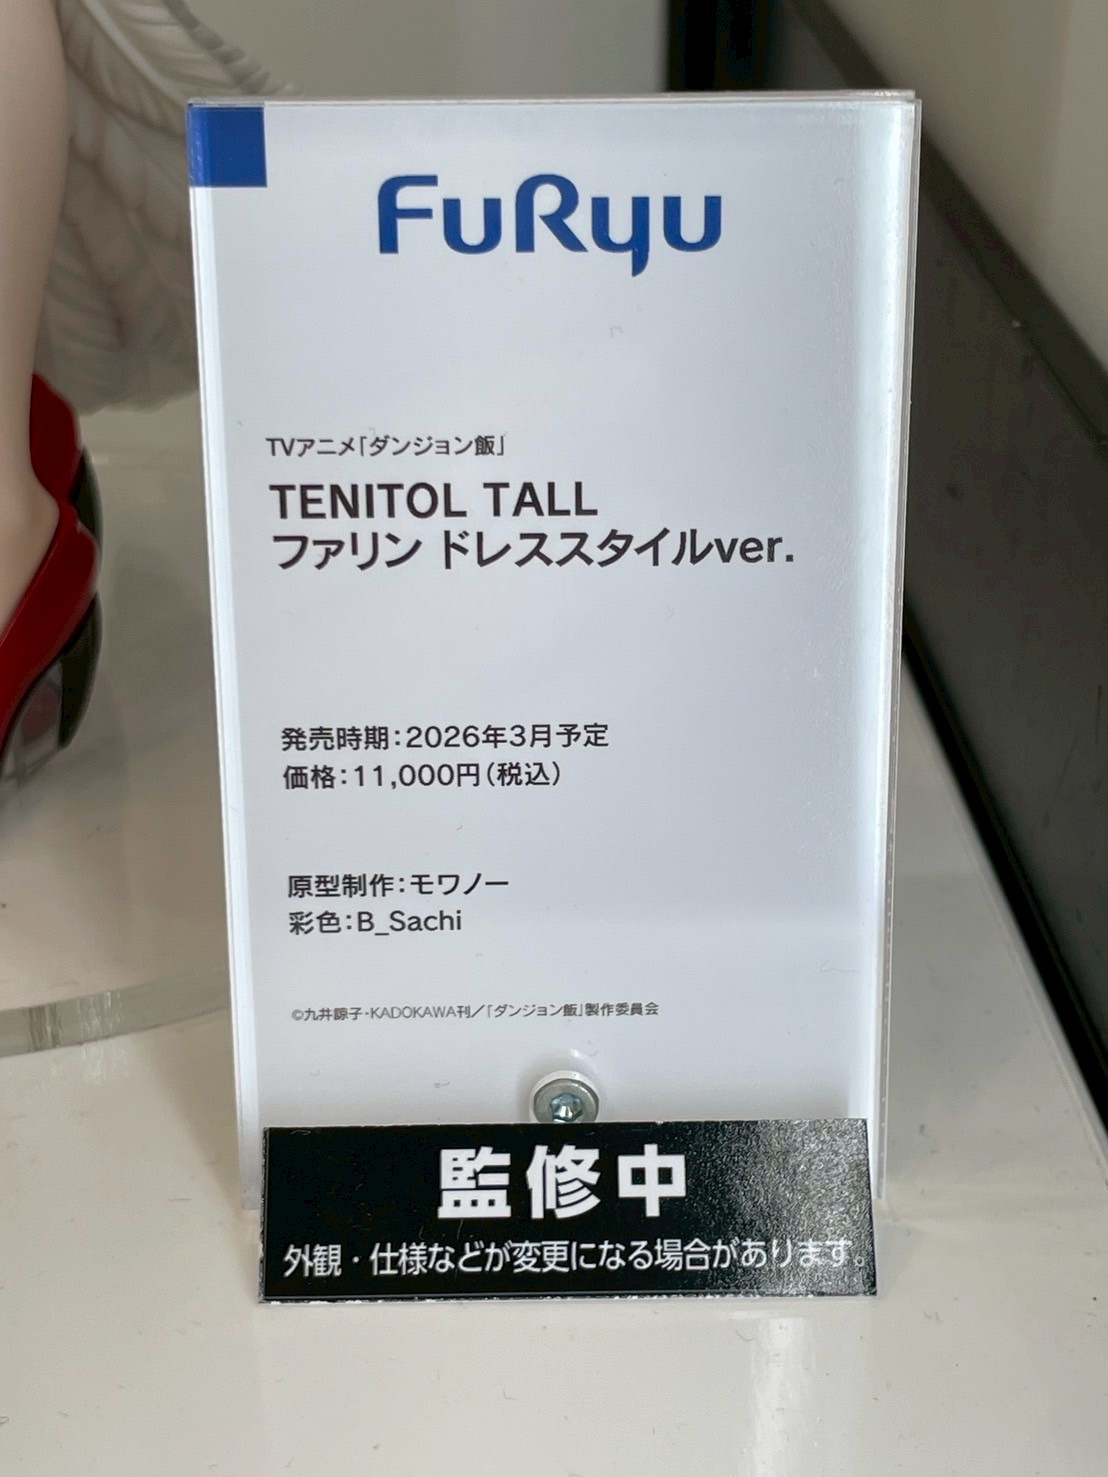 FuRyu
TVアニメ「ダンジョン飯」
TENITOL TALL
ファリン ドレススタイルver.
発売時期：2026年3月予定
価格：11,000円（税込）
原型制作：モワノー
彩色：B_Sachi
©九井諒子・KADOKAWA刊／「ダンジョン飯」製作委員会
監修中
外観・仕様などが変更になる場合があります。